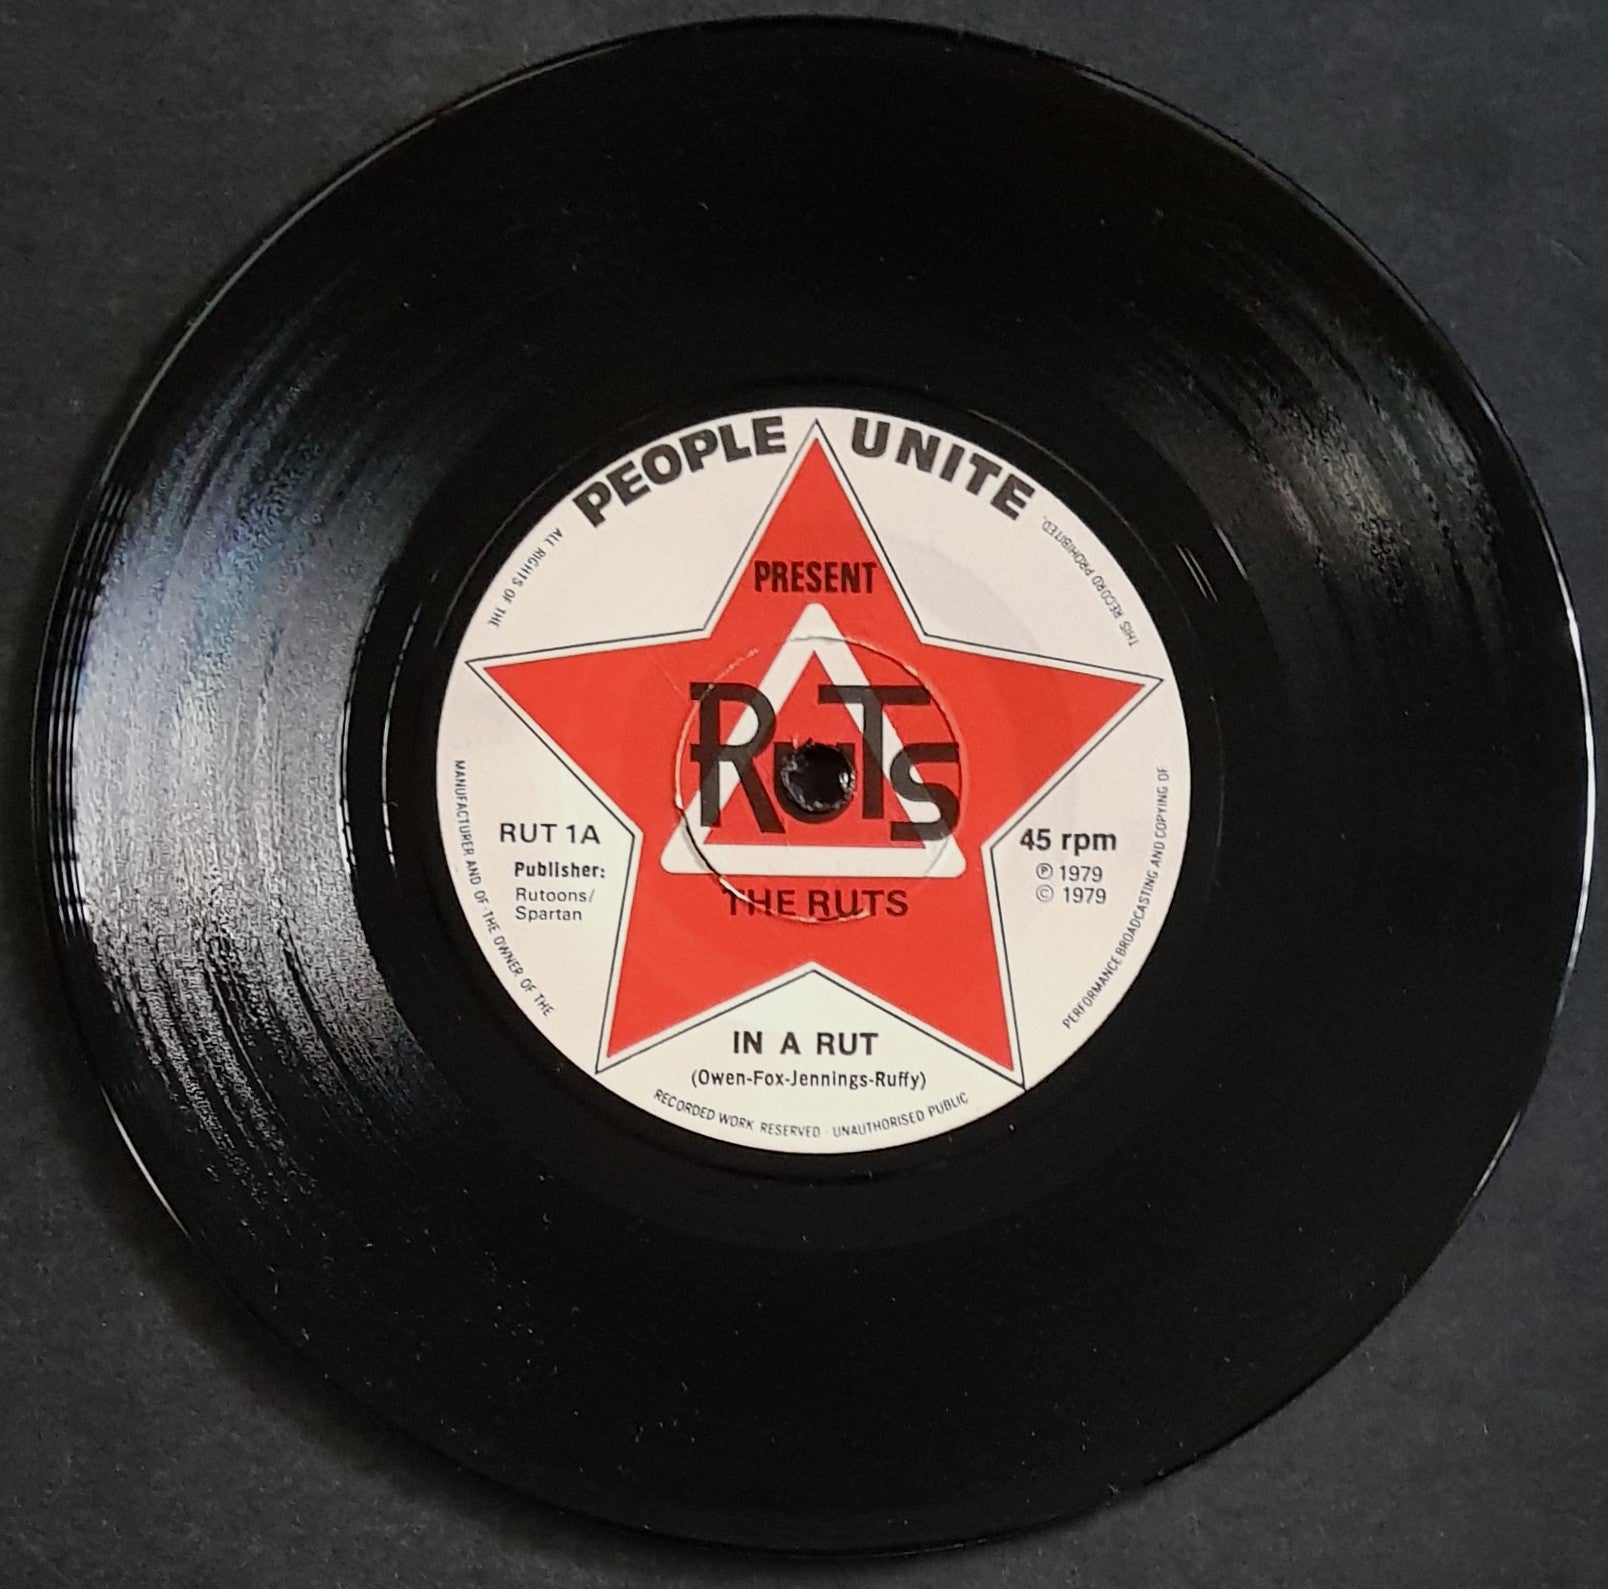 PEOPLE UNITE
PRESENT
RuTs
THE RUTS
RUT 1A
Publisher:
Rutoons/
Spartan
45 rpm
℗ 1979
© 1979
IN A RUT
(Owen-Fox-Jennings-Ruffy)
ALL RIGHTS OF THE MANUFACTURER AND OF THE OWNER OF THE RECORDED WORK RESERVED · UNAUTHORISED PUBLIC PERFORMANCE BROADCASTING AND COPYING OF THIS RECORD PROHIBITED.